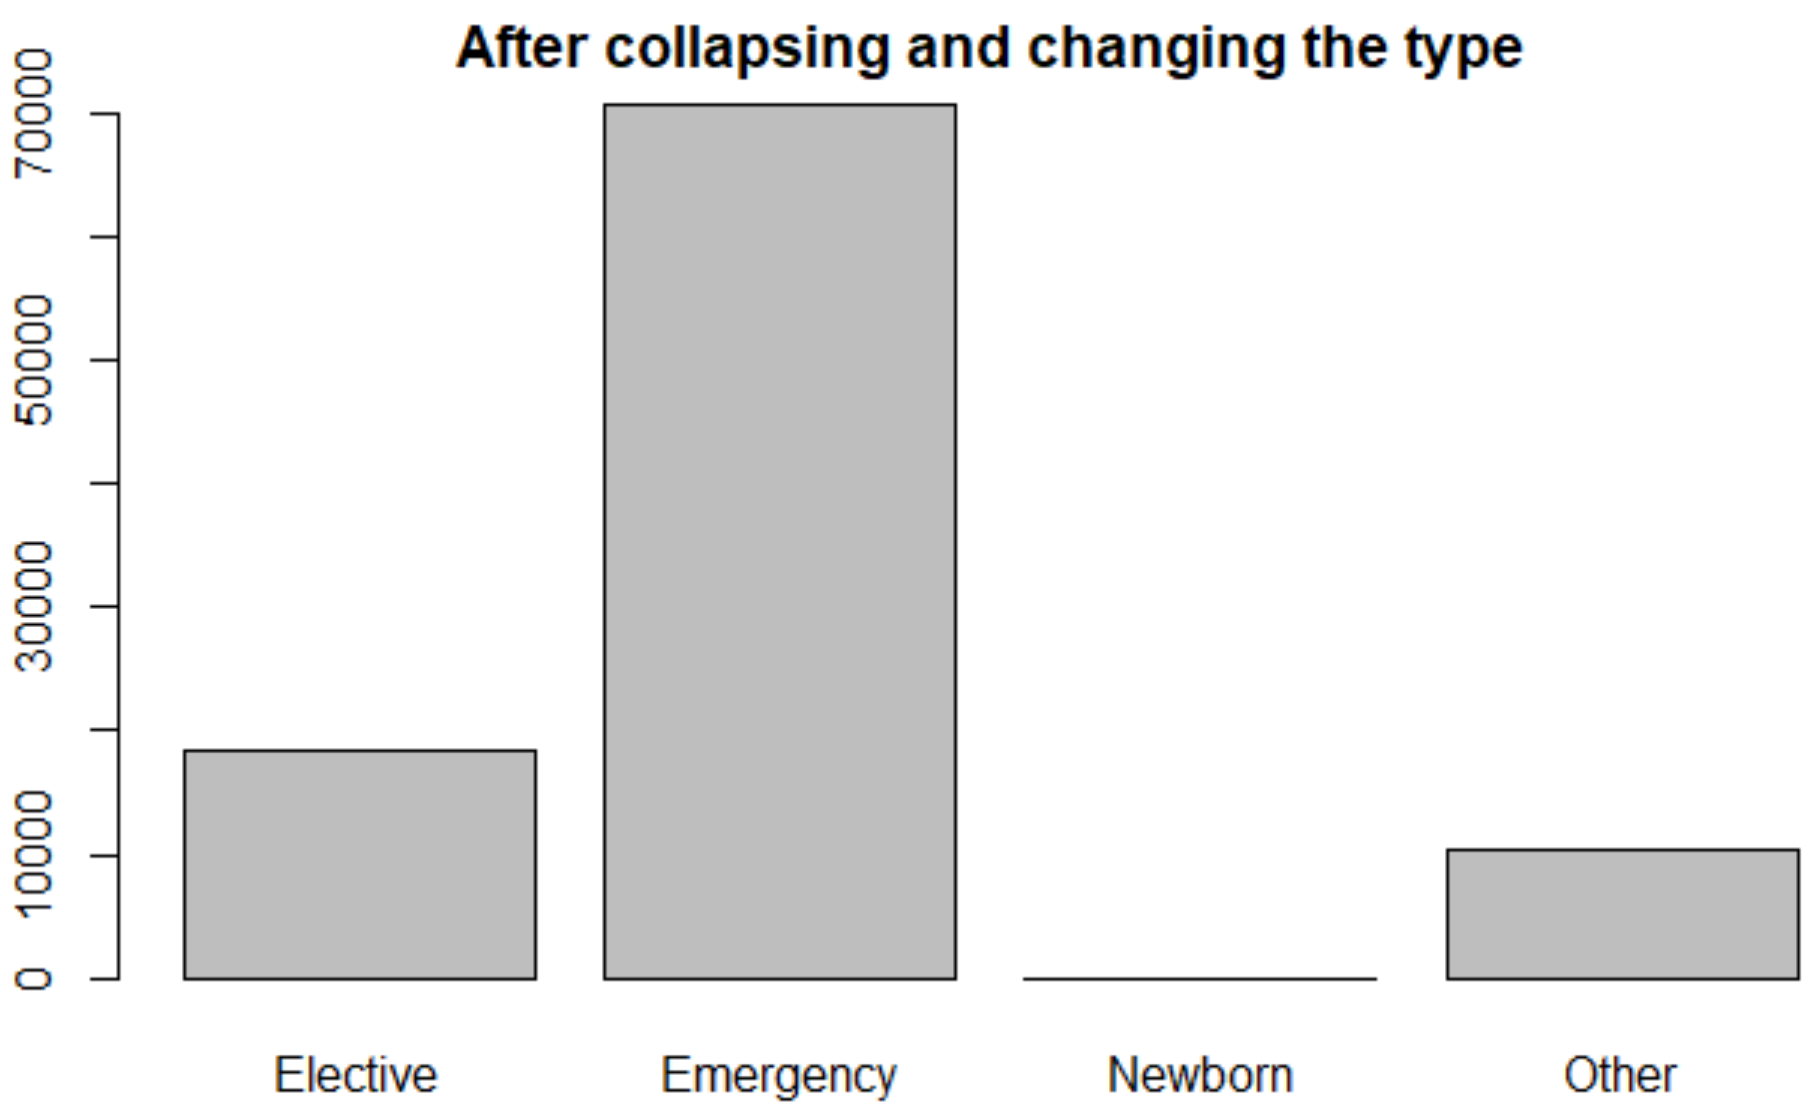 After collapsing and changing the type
70000
50000
30000
10000
0
Elective Emergency Newborn Other